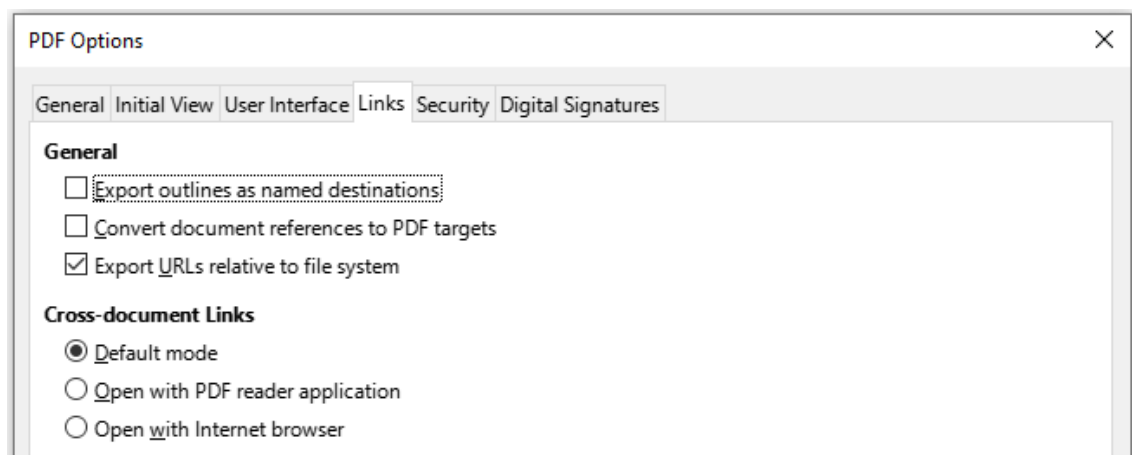 PDF Options
General Initial View User Interface Links Security Digital Signatures
General
Export outlines as named destinations
Convert document references to PDF targets
Export URLs relative to file system
Cross-document Links
Default mode
Open with PDF reader application
Open with Internet browser